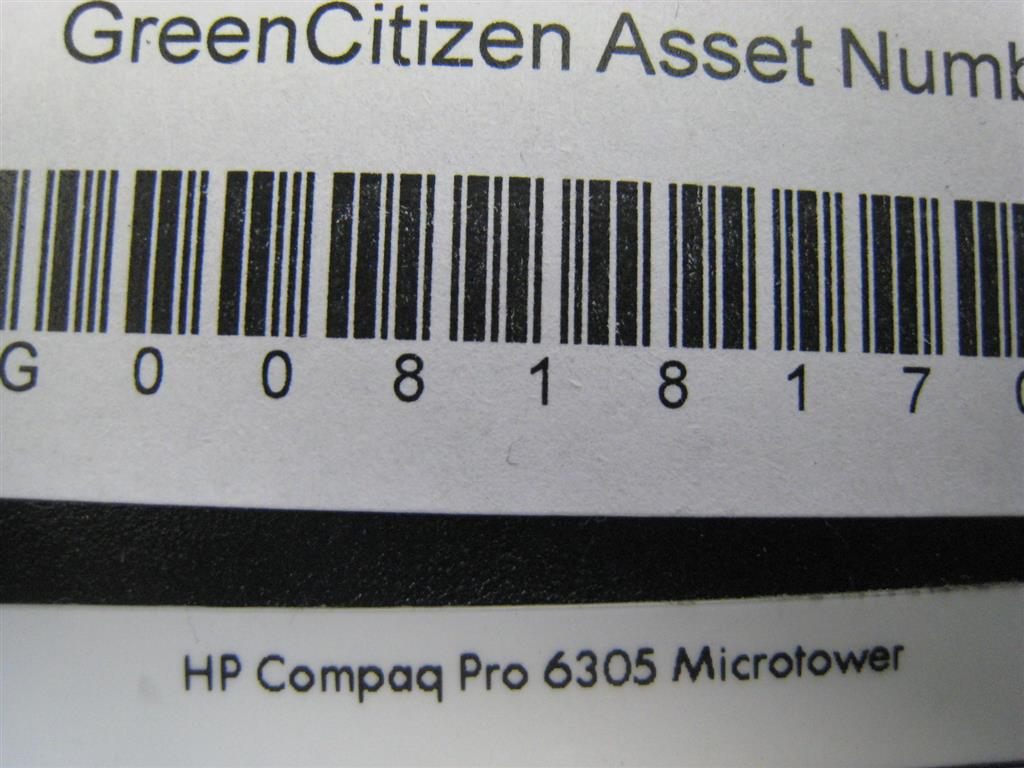 GreenCitizen Asset Numb
G 0 0 8 1 8 1 7
HP Compaq Pro 6305 Microtower